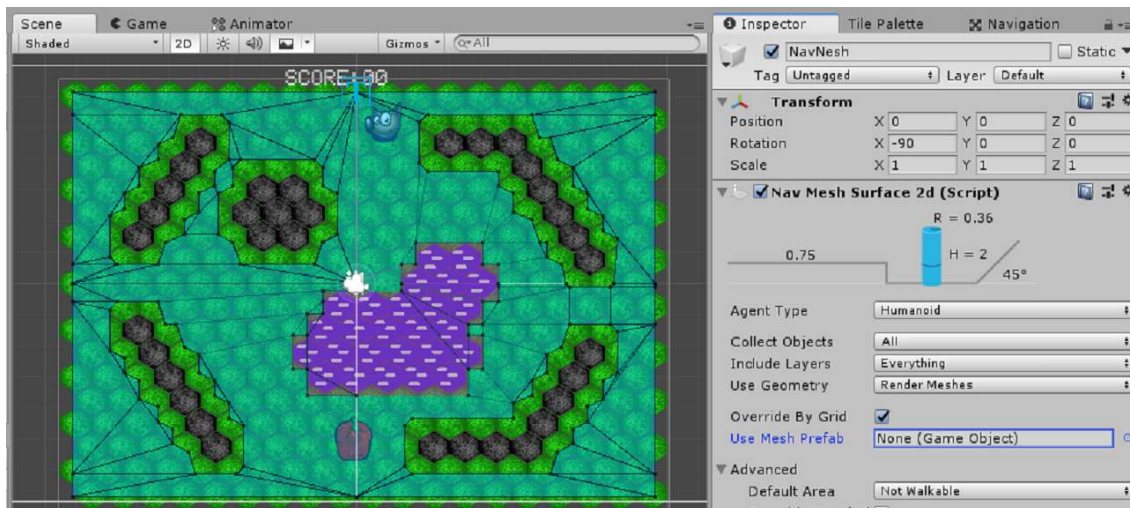 Scene Game Animator
Shaded 2D Gizmos All
SCORE:00
Inspector Tile Palette Navigation
NavNesh Static
Tag Untagged Layer Default
Transform
Position X 0 Y 0 Z 0
Rotation X -90 Y 0 Z 0
Scale X 1 Y 1 Z 1
Nav Mesh Surface 2d (Script)
R = 0.36
0.75 H = 2
45°
Agent Type Humanoid
Collect Objects All
Include Layers Everything
Use Geometry Render Meshes
Override By Grid
Use Mesh Prefab None (Game Object)
Advanced
Default Area Not Walkable